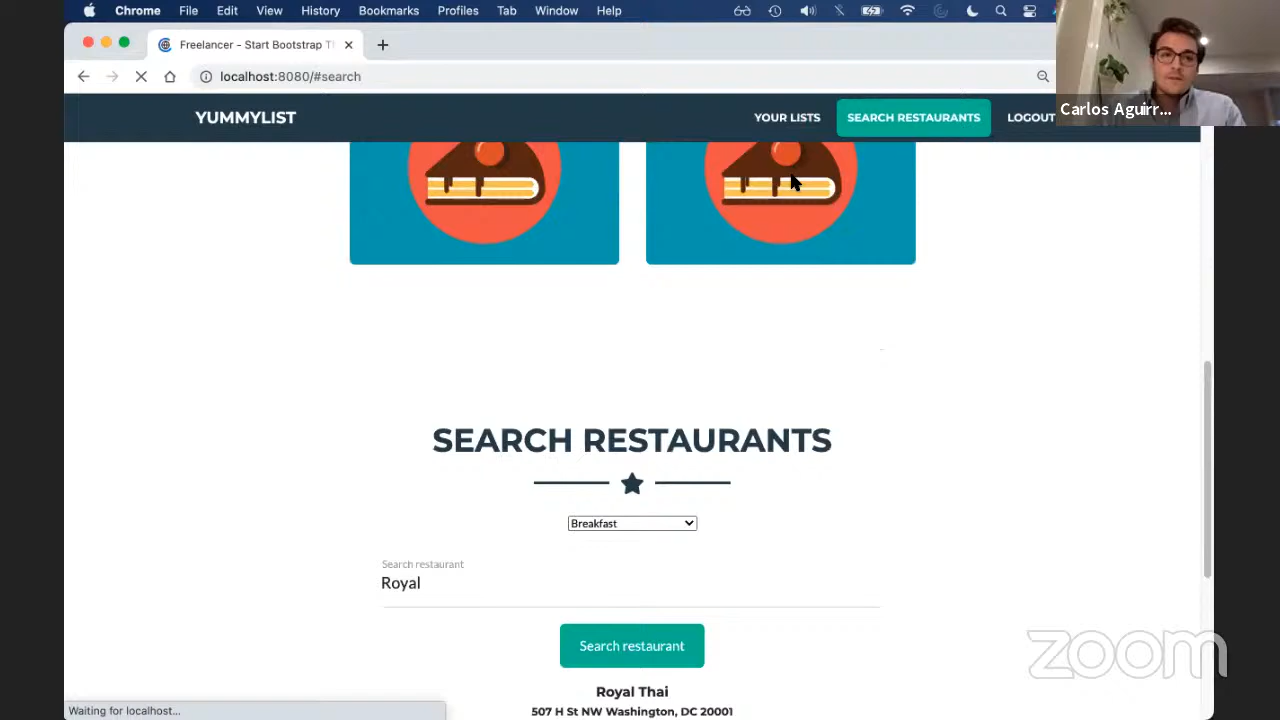 Chrome File Edit View History Bookmarks Profiles Tab Window Help
Freelancer - Start Bootstrap T
localhost:8080/#search
Carlos Aguirr...
YUMMYLIST YOUR LISTS SEARCH RESTAURANTS LOGOUT
SEARCH RESTAURANTS
Breakfast
Search restaurant
Royal
Search restaurant
Royal Thai
507 H St NW Washington, DC 20001
zoom
Waiting for localhost...